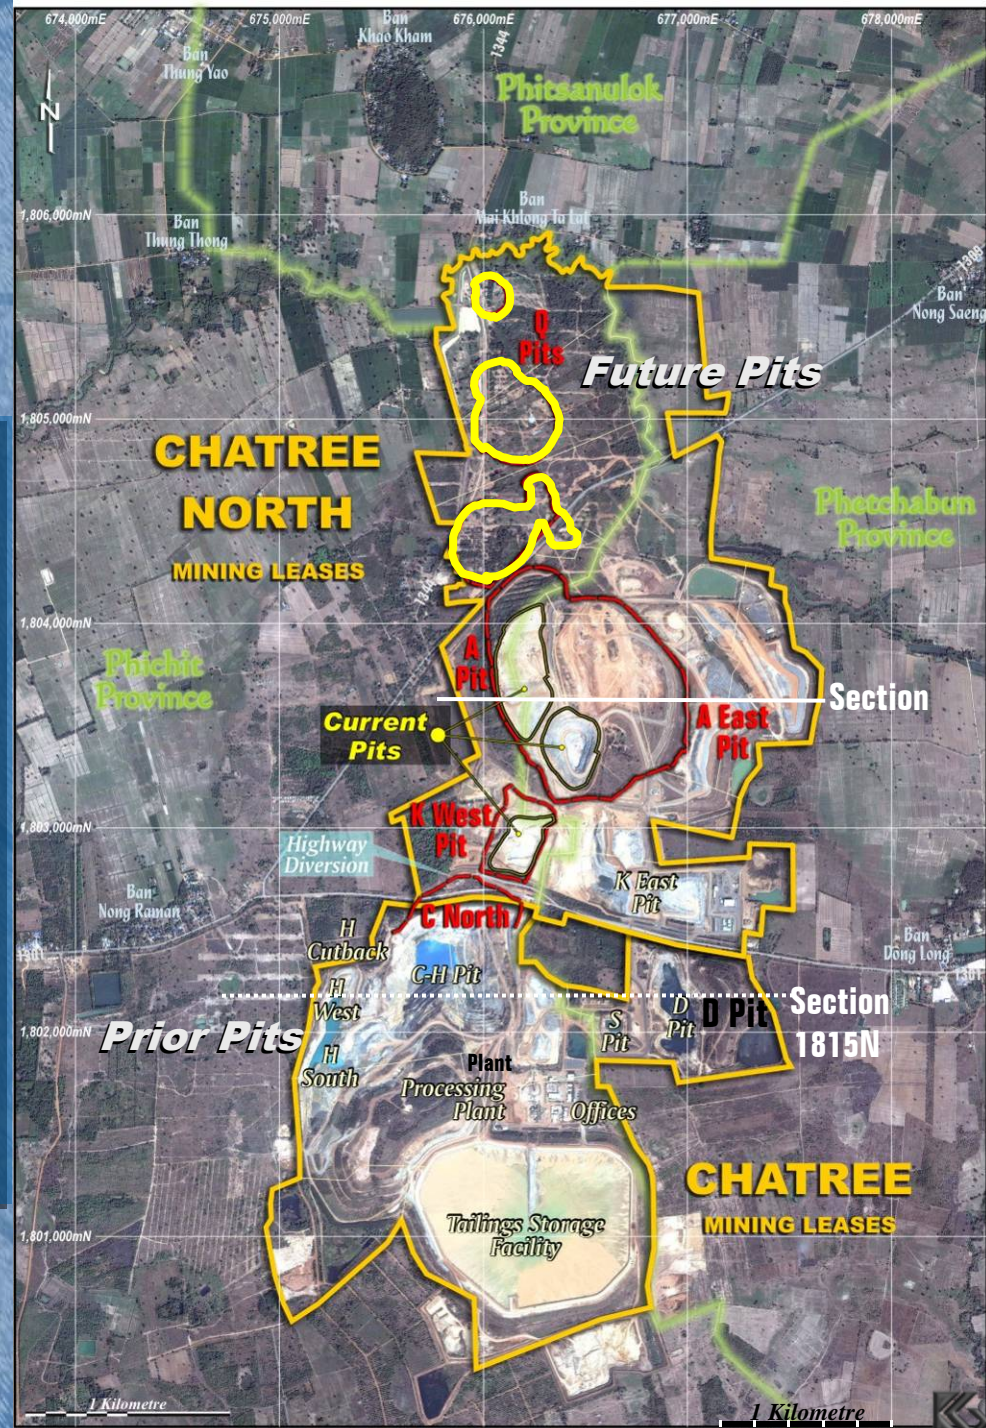 674,000mE
675,000mE
676,000mE
677,000mE
678,000mE
Ban
Khao Kham
1344
Ban
Thung Yao
Phitsanulok
Province
N
Ban
Mai Khlong Ta Lat
1,806,000mN
Ban
Thung Thong
1308
Ban
Nong Saeng
Q
Pits
Future Pits
1,805,000mN
CHATREE
NORTH
MINING LEASES
Phetchabun
Province
1,804,000mN
Phichit
Province
A
Pit
Section
A East
Pit
Current
Pits
1,803,000mN
K West
Pit
Highway
Diversion
K East
Pit
Ban
Nong Raman
C North
H
Cutback
Ban
Dong Long
1301
1301
C-H Pit
H
West
Section
1815N
D
Pit
D Pit
S
Pit
1,802,000mN
Prior Pits
H
South
Plant
Processing
Plant
Offices
CHATREE
MINING LEASES
Tailings Storage
Facility
1,801,000mN
1 Kilometre
1 Kilometre